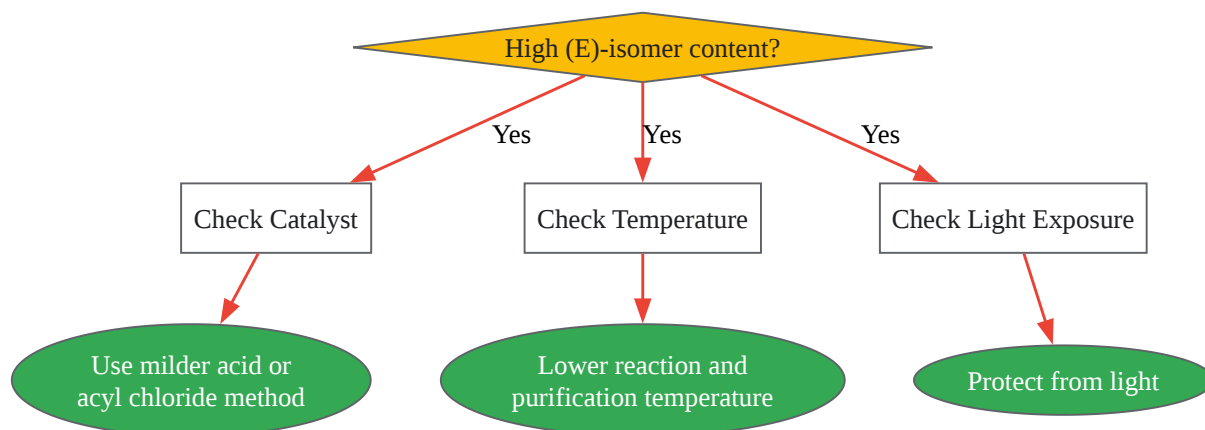 High (E)-isomer content?
Yes
Yes
Yes
Check Catalyst
Check Temperature
Check Light Exposure
Use milder acid or
acyl chloride method
Lower reaction and
purification temperature
Protect from light